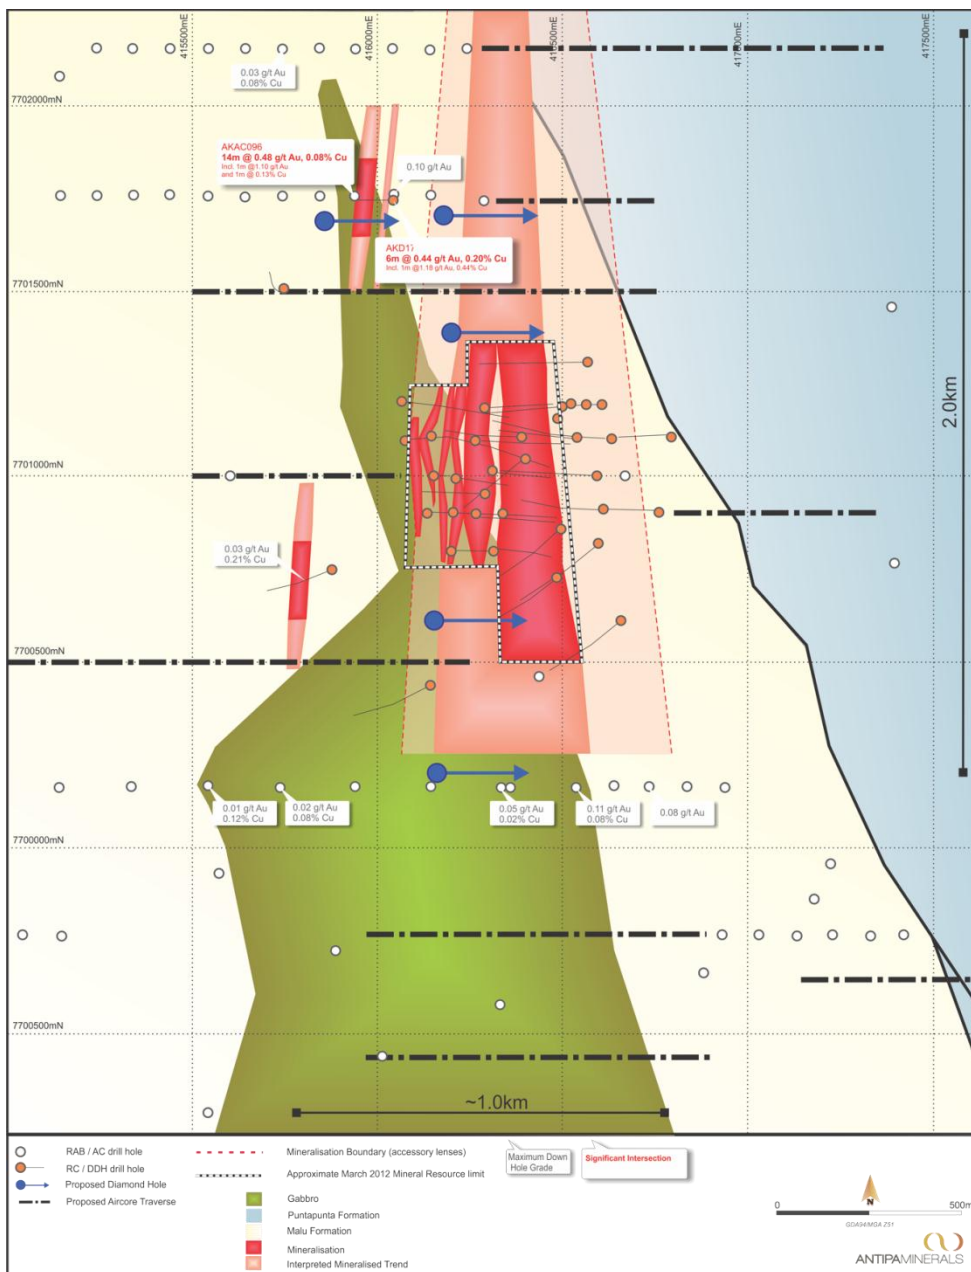 415500mE
416000mE
416500mE
417500mE
0.03 g/t Au
0.08% Cu
7702000mN
AKAC096
14m @ 0.48 g/t Au, 0.08% Cu
Incl. 1m @1.10 g/t Au
and 1m @ 0.13% Cu
0.10 g/t Au
AKD17
6m @ 0.44 g/t Au, 0.20% Cu
Incl. 1m @1.18 g/t Au, 0.44% Cu
7701500mN
2.0km
7701000mN
0.03 g/t Au
0.21% Cu
7700500mN
0.01 g/t Au
0.12% Cu
0.02 g/t Au
0.08% Cu
0.05 g/t Au
0.02% Cu
0.11 g/t Au
0.08% Cu
0.08 g/t Au
7700000mN
7700500mN
~1.0km
RAB / AC drill hole
RC / DDH drill hole
Proposed Diamond Hole
Proposed Aircore Traverse
Mineralisation Boundary (accessory lenses)
Approximate March 2012 Mineral Resource limit
Gabbro
Puntapunta Formation
Malu Formation
Mineralisation
Interpreted Mineralised Trend
Maximum Down
Hole Grade
Significant Intersection
N
0
500m
GDA94/MGA Z51
ANTIPAMINERALS